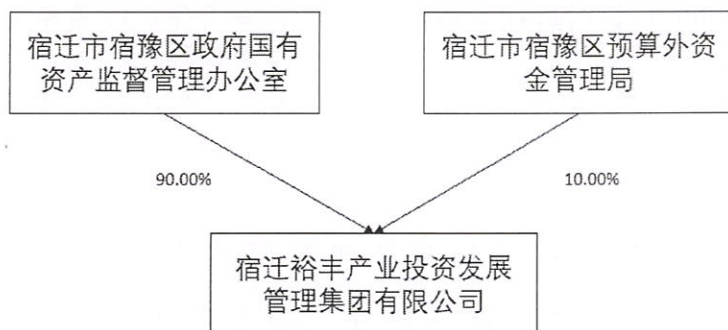 宿迁市宿豫区政府国有
资产监督管理办公室
宿迁市宿豫区预算外资
金管理局
90.00%
10.00%
宿迁裕丰产业投资发展
管理集团有限公司